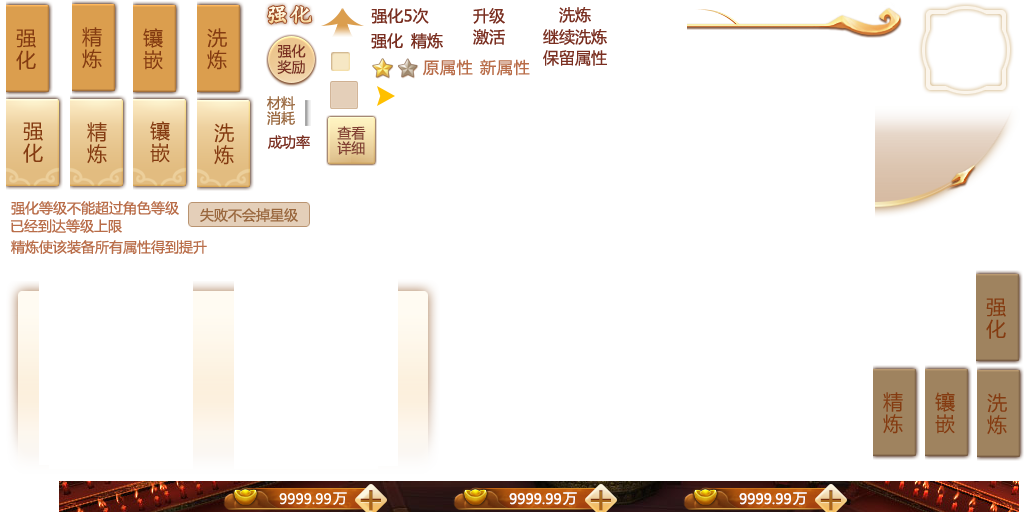 强化
精炼
镶嵌
洗炼
强化
强化5次
升级
洗炼
强化 精炼
激活
继续洗炼
保留属性
强化
奖励
原属性 新属性
材料
消耗
成功率
查看
详细
强化
精炼
镶嵌
洗炼
强化等级不能超过角色等级
已经到达等级上限
失败不会掉星级
精炼使该装备所有属性得到提升
强化
精炼
镶嵌
洗炼
9999.99万
9999.99万
9999.99万